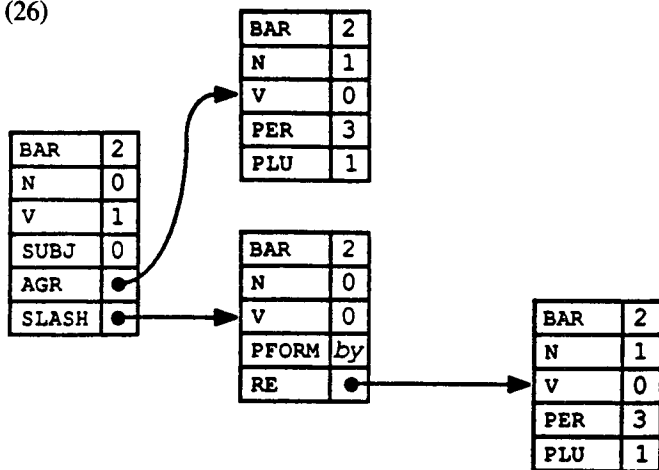 (26)
BAR 2
N 1
V 0
PER 3
PLU 1
BAR 2
N 0
V 1
SUBJ 0
AGR
SLASH
BAR 2
N 0
V 0
PFORM by
RE
BAR 2
N 1
V 0
PER 3
PLU 1